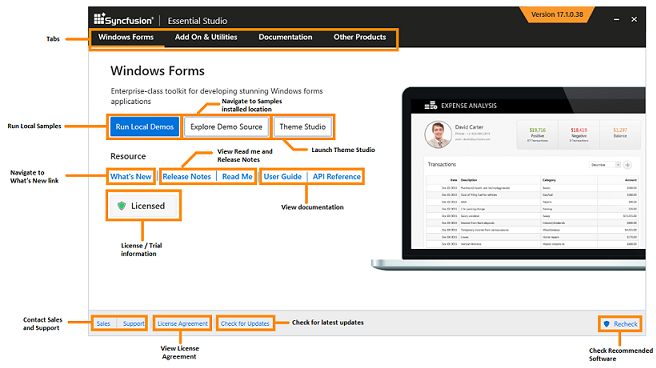 Syncfusion | Essential Studio
Version 17.1.0.38
Tabs
Windows Forms Add On & Utilities Documentation Other Products
Windows Forms
Enterprise-class toolkit for developing stunning Windows forms
applications
Navigate to Samples
installed location
Run Local Samples
Run Local Demos Explore Demo Source Theme Studio
Launch Theme Studio
Resource
View Read me and
Release Notes
Navigate to
What's New link
What's New Release Notes Read Me User Guide API Reference
View documentation
Licensed
License / Trial
information
EXPENSE ANALYSIS
David Carter
$19,716
Positive
$18,419
Negative
$1,297
Balance
Transactions
Date Description Category Amount
Contact Sales
and Support
Sales Support License Agreement Check for Updates
Check for latest updates
Recheck
View License
Agreement
Check Recommended
Software